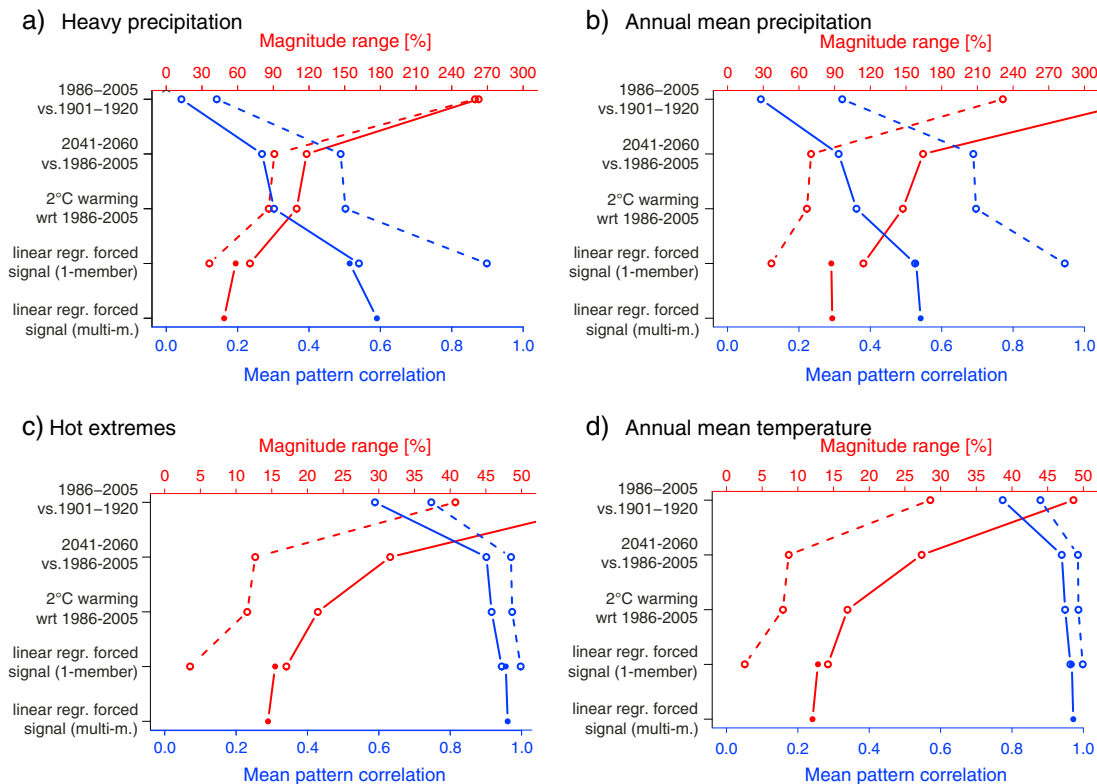 a) Heavy precipitation
Magnitude range [%]
0 30 60 90 120 150 180 210 240 270 300
1986–2005
vs.1901–1920
2041-2060
vs.1986-2005
2°C warming
wrt 1986-2005
linear regr. forced
signal (1-member)
linear regr. forced
signal (multi-m.)
0.0 0.2 0.4 0.6 0.8 1.0
Mean pattern correlation
b) Annual mean precipitation
Magnitude range [%]
0 30 60 90 120 150 180 210 240 270 300
1986–2005
vs.1901–1920
2041-2060
vs.1986-2005
2°C warming
wrt 1986-2005
linear regr. forced
signal (1-member)
linear regr. forced
signal (multi-m.)
0.0 0.2 0.4 0.6 0.8 1.0
Mean pattern correlation
c) Hot extremes
Magnitude range [%]
0 5 10 15 20 25 30 35 40 45 50
1986–2005
vs.1901–1920
2041-2060
vs.1986-2005
2°C warming
wrt 1986-2005
linear regr. forced
signal (1-member)
linear regr. forced
signal (multi-m.)
0.0 0.2 0.4 0.6 0.8 1.0
Mean pattern correlation
d) Annual mean temperature
Magnitude range [%]
0 5 10 15 20 25 30 35 40 45 50
1986–2005
vs.1901–1920
2041-2060
vs.1986-2005
2°C warming
wrt 1986-2005
linear regr. forced
signal (1-member)
linear regr. forced
signal (multi-m.)
0.0 0.2 0.4 0.6 0.8 1.0
Mean pattern correlation